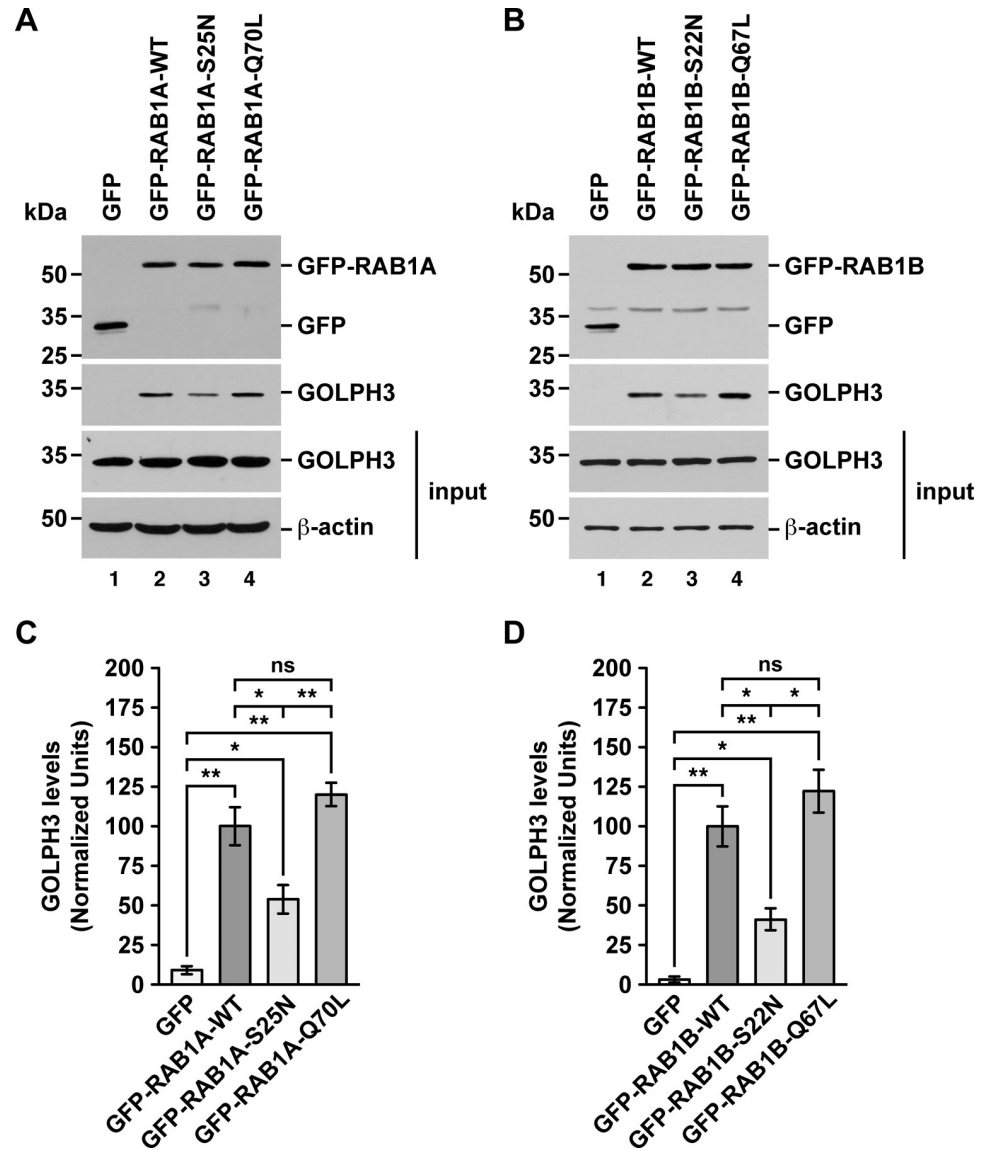 A
GFP
GFP-RAB1A-WT
GFP-RAB1A-S25N
GFP-RAB1A-Q70L
kDa
50
35
25
GFP-RAB1A
GFP
35
GOLPH3
35
GOLPH3
50
β-actin
input
1 2 3 4
B
GFP
GFP-RAB1B-WT
GFP-RAB1B-S22N
GFP-RAB1B-Q67L
kDa
50
35
25
GFP-RAB1B
GFP
35
GOLPH3
35
GOLPH3
50
β-actin
input
1 2 3 4
C
GOLPH3 levels
(Normalized Units)
200
175
150
125
100
75
50
25
0
ns
* **
**
*
**
GFP
GFP-RAB1A-WT
GFP-RAB1A-S25N
GFP-RAB1A-Q70L
D
GOLPH3 levels
(Normalized Units)
200
175
150
125
100
75
50
25
0
ns
* *
**
*
**
GFP
GFP-RAB1B-WT
GFP-RAB1B-S22N
GFP-RAB1B-Q67L